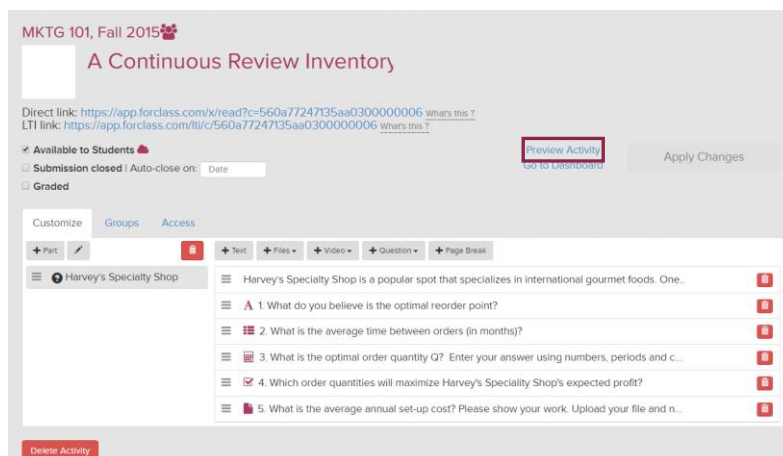 MKTG 101, Fall 2015
A Continuous Review Inventory
Direct link: https://app.forclass.com/x/read?c=560a77247135aa0300000006 What's this ?
LTI link: https://app.forclass.com/lti/c/560a77247135aa0300000006 What's this ?
Available to Students
Preview Activity
Apply Changes
Submission closed | Auto-close on: Date
Go to Dashboard
Graded
Customize Groups Access
+ Part
+ Text + Files + Video + Question + Page Break
Harvey's Specialty Shop
Harvey's Specialty Shop is a popular spot that specializes in international gourmet foods. One..
A 1. What do you believe is the optimal reorder point?
2. What is the average time between orders (in months)?
3. What is the optimal order quantity Q? Enter your answer using numbers, periods and c...
4. Which order quantities will maximize Harvey's Speciality Shop's expected profit?
5. What is the average annual set-up cost? Please show your work. Upload your file and n...
Delete Activity